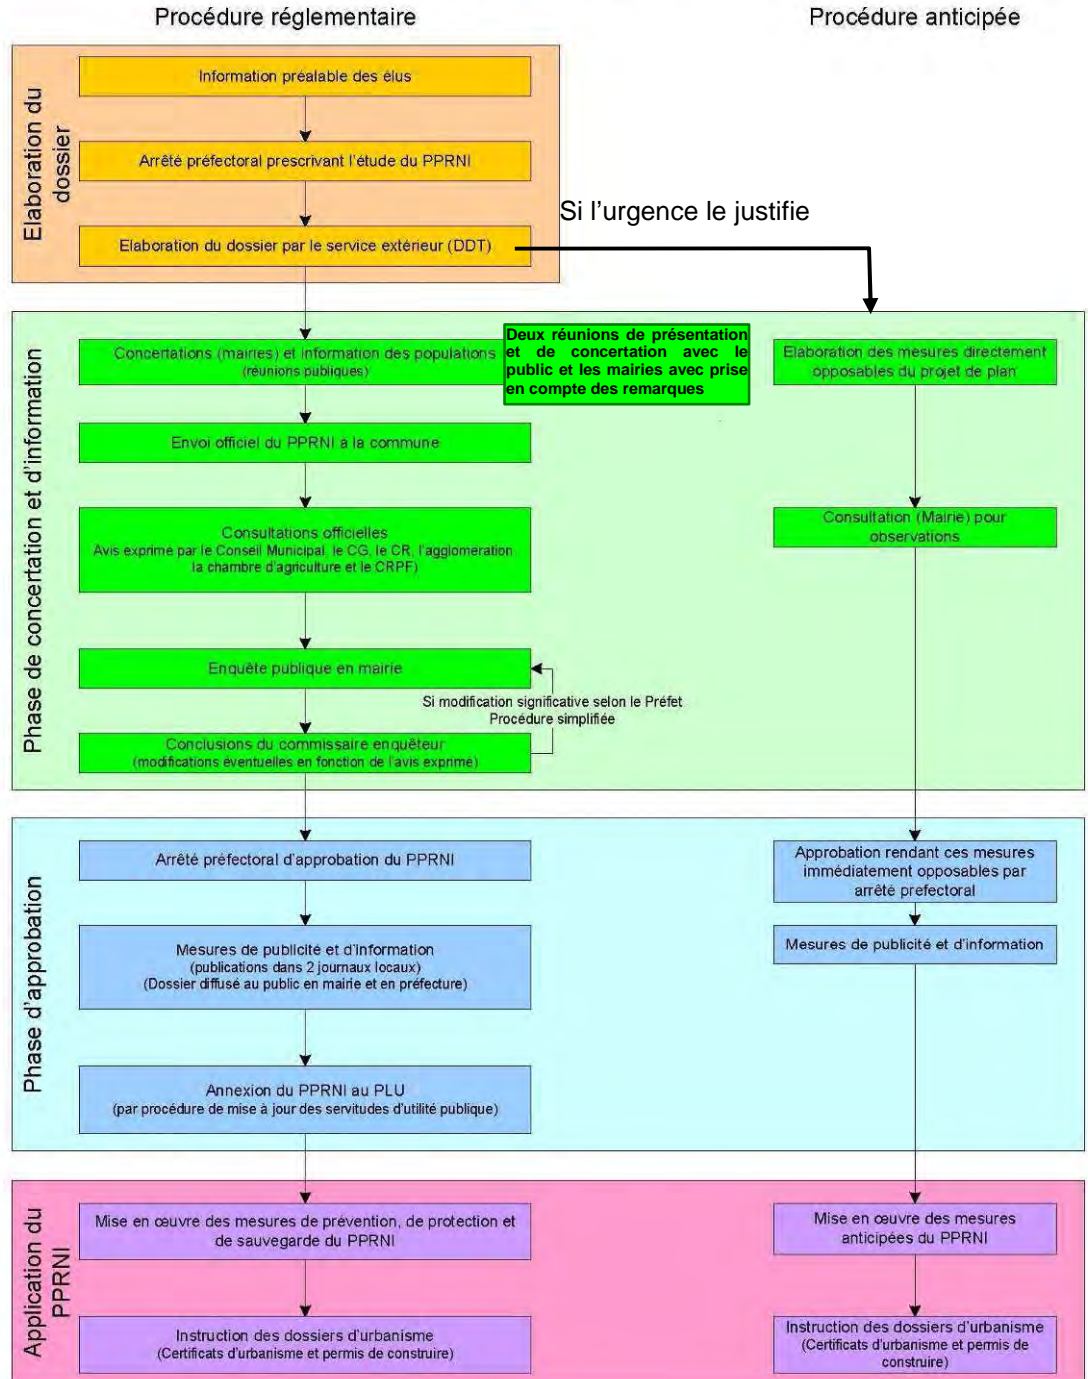 Procédure réglementaire
Procédure anticipée
Elaboration du
dossier
Information préalable des élus
Arrêté préfectoral prescrivant l'étude du PPRNI
Elaboration du dossier par le service extérieur (DDT)
Si l'urgence le justifie
Phase de concertation et d'information
Concertations (mairies) et information des populations
(réunions publiques)
Deux réunions de présentation
et de concertation avec le
public et les mairies avec prise
en compte des remarques
Elaboration des mesures directement
opposables du projet de plan
Envoi officiel du PPRNI à la commune
Consultations officielles
Avis exprimé par le Conseil Municipal, le CG, le CR, l'agglomération
la chambre d'agriculture et le CRPF)
Consultation (Mairie) pour
observations
Enquête publique en mairie
Si modification significative selon le Préfet
Procédure simplifiée
Conclusions du commissaire enquêteur
(modifications éventuelles en fonction de l'avis exprimé)
Phase d'approbation
Arrêté préfectoral d'approbation du PPRNI
Approbation rendant ces mesures
immédiatement opposables par
arrêté prefectoral
Mesures de publicité et d'information
(publications dans 2 journaux locaux)
(Dossier diffusé au public en mairie et en préfecture)
Mesures de publicité et d'information
Annexion du PPRNI au PLU
(par procédure de mise à jour des servitudes d'utilité publique)
Application du
PPRNI
Mise en œuvre des mesures de prévention, de protection et
de sauvegarde du PPRNI
Mise en œuvre des mesures
anticipées du PPRNI
Instruction des dossiers d'urbanisme
(Certificats d'urbanisme et permis de construire)
Instruction des dossiers d'urbanisme
(Certificats d'urbanisme et permis de
construire)